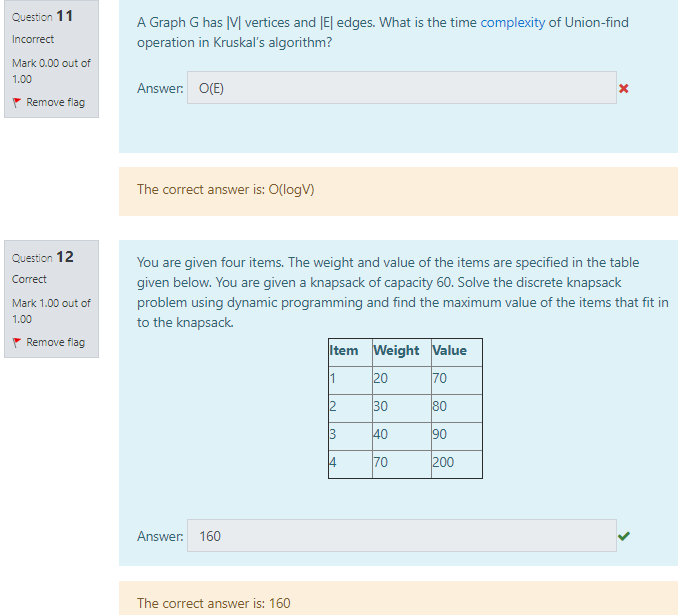 Question 11
Incorrect
Mark 0.00 out of
1.00
Remove flag
A Graph G has |V| vertices and |E| edges. What is the time complexity of Union-find
operation in Kruskal's algorithm?
Answer: O(E)
The correct answer is: O(logV)
Question 12
Correct
Mark 1.00 out of
1.00
Remove flag
You are given four items. The weight and value of the items are specified in the table
given below. You are given a knapsack of capacity 60. Solve the discrete knapsack
problem using dynamic programming and find the maximum value of the items that fit in
to the knapsack.
Item Weight Value
1 20 70
2 30 80
3 40 90
4 70 200
Answer: 160
The correct answer is: 160